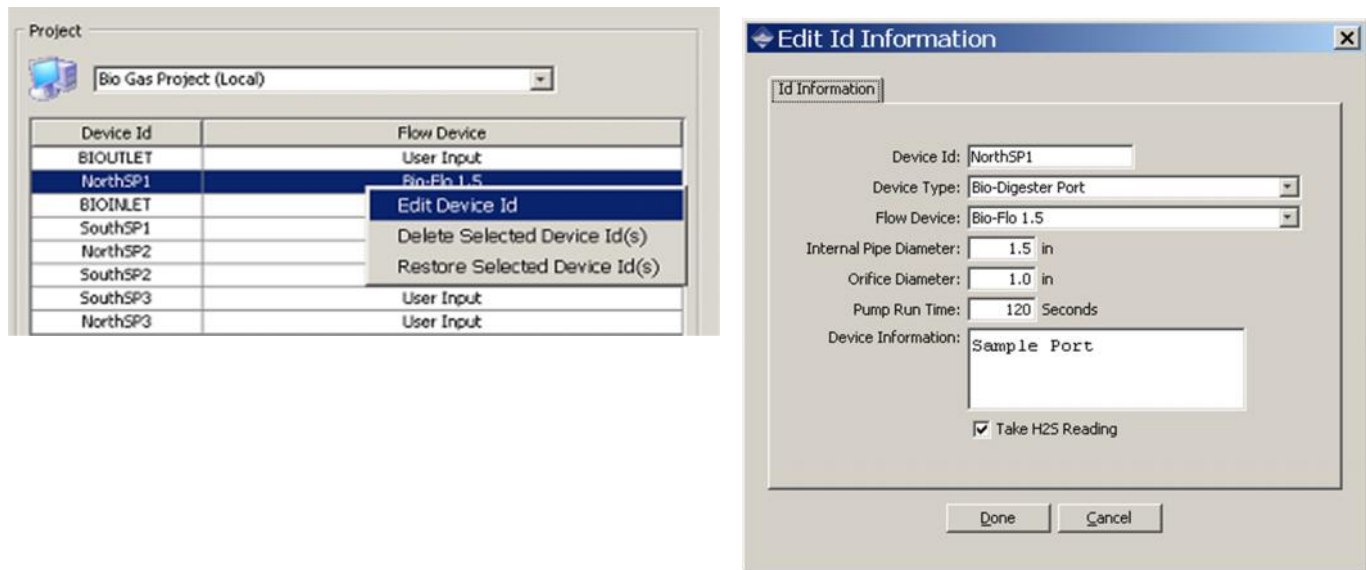 Project
Bio Gas Project (Local)
Device Id Flow Device
BIOUTLET User Input
NorthSP1 Bio-Flo 1.5
BIOINLET
SouthSP1
NorthSP2
SouthSP2
SouthSP3 User Input
NorthSP3 User Input
Edit Device Id
Delete Selected Device Id(s)
Restore Selected Device Id(s)
Edit Id Information
Id Information
Device Id: NorthSP1
Device Type: Bio-Digester Port
Flow Device: Bio-Flo 1.5
Internal Pipe Diameter: 1.5 in
Orifice Diameter: 1.0 in
Pump Run Time: 120 Seconds
Device Information: Sample Port
Take H2S Reading
Done Cancel